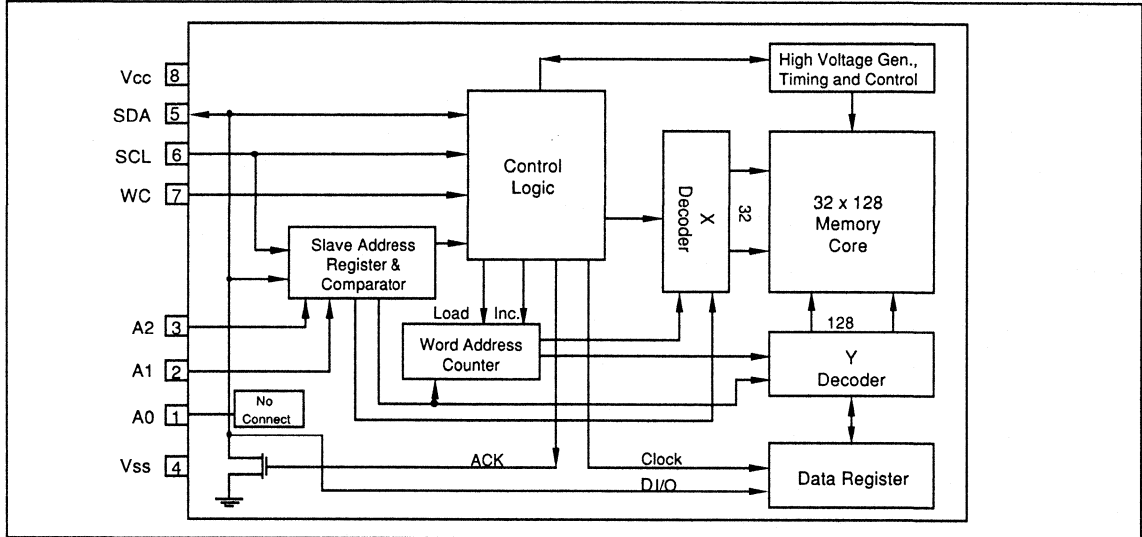 Vcc 8
SDA 5
SCL 6
WC 7
A2 3
A1 2
A0 1
Vss 4
High Voltage Gen.,
Timing and Control
Control
Logic
X
Decoder
32
32 x 128
Memory
Core
Slave Address
Register &
Comparator
Load Inc.
Word Address
Counter
128
Y
Decoder
No
Connect
ACK
Clock
D.I/O
Data Register